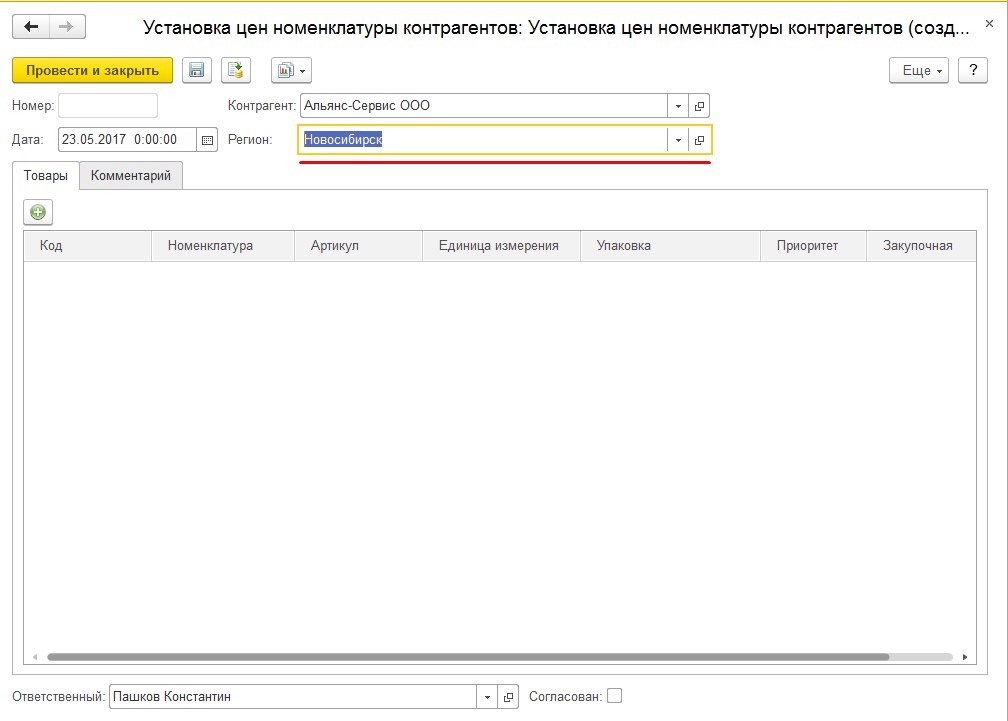 Установка цен номенклатуры контрагентов: Установка цен номенклатуры контрагентов (созд...
Провести и закрыть Еще ?
Номер: Контрагент: Альянс-Сервис ООО
Дата: 23.05.2017 0:00:00 Регион: Новосибирск
Товары Комментарий
Код Номенклатура Артикул Единица измерения Упаковка Приоритет Закупочная
Ответственный: Пашков Константин Согласован: